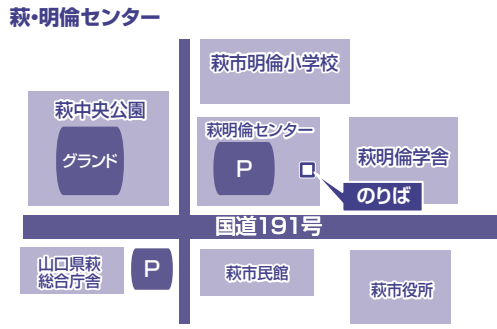 萩・明倫センター
萩市明倫小学校
萩中央公園
グランド
萩明倫センター
P
萩明倫学舎
のりば
国道191号
山口県萩
総合庁舎
P
萩市民館
萩市役所